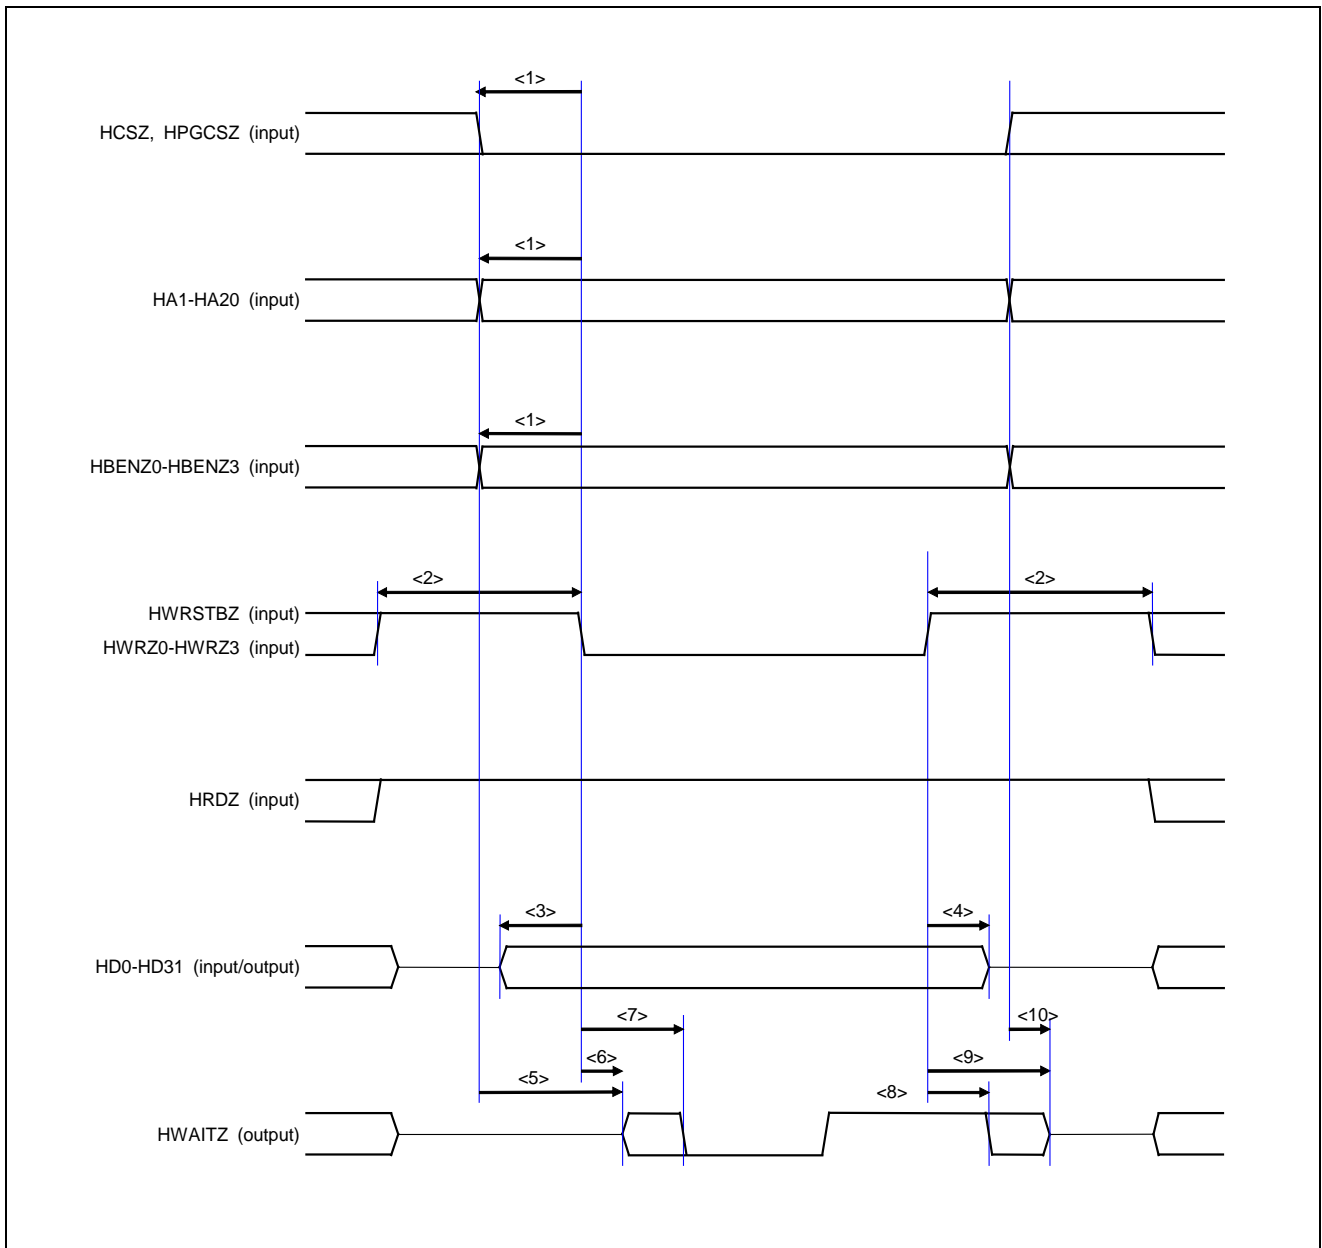 <1>
HCSZ, HPGCSZ (input)
<1>
HA1-HA20 (input)
<1>
HBENZ0-HBENZ3 (input)
<2> <2>
HWRSTBZ (input)
HWRZ0-HWRZ3 (input)
HRDZ (input)
<3> <4>
HD0-HD31 (input/output)
<7> <10>
<6> <9>
<5> <8>
HWAITZ (output)